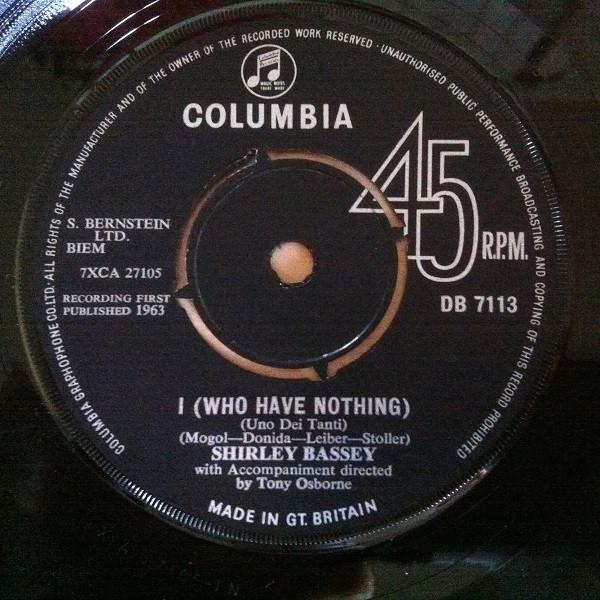 COLUMBIA GRAPHOPHONE CO.LTD. ALL RIGHTS OF THE MANUFACTURER AND OF THE OWNER OF THE RECORDED WORK RESERVED · UNAUTHORISED PUBLIC PERFORMANCE BROADCASTING AND COPYING OF THIS RECORD PROHIBITED
COLUMBIA
45
R.P.M.
S. BERNSTEIN
LTD.
BIEM
7XCA 27105
RECORDING FIRST
PUBLISHED 1963
DB 7113
I (WHO HAVE NOTHING)
(Uno Dei Tanti)
(Mogol—Donida—Leiber—Stoller)
SHIRLEY BASSEY
with Accompaniment directed
by Tony Osborne
MADE IN GT. BRITAIN